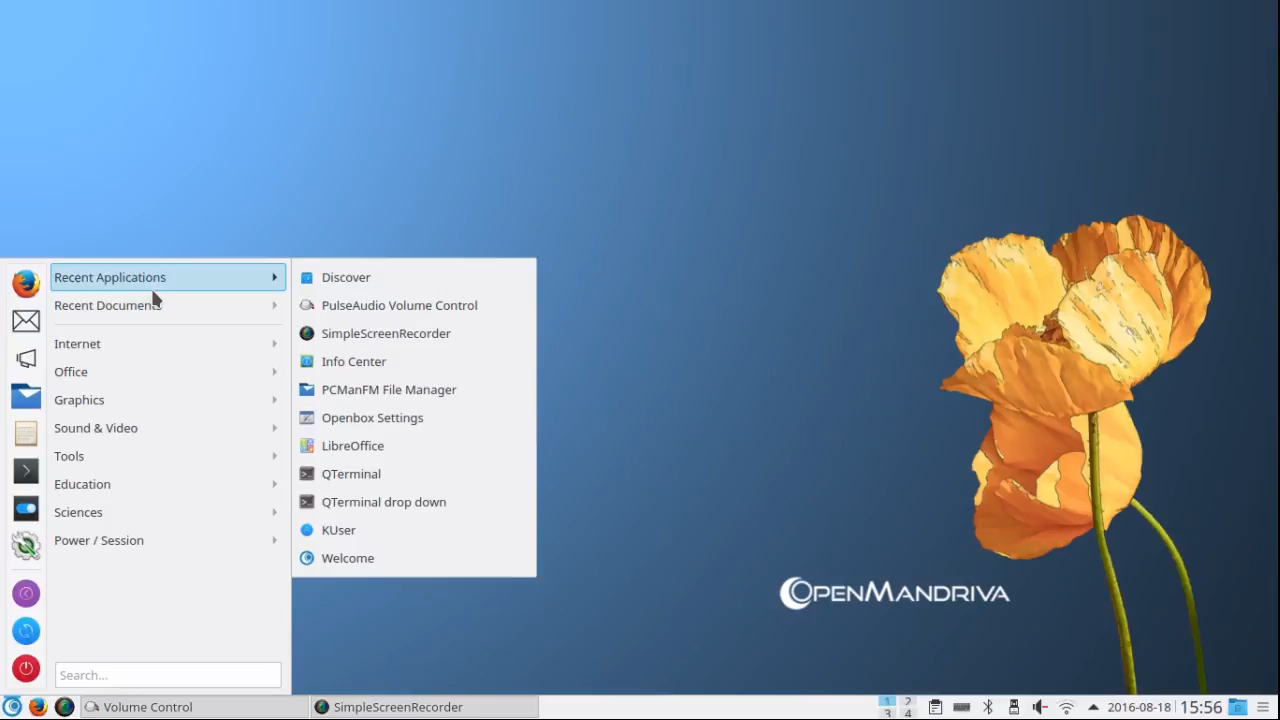 Recent Applications
Recent Documents
Internet
Office
Graphics
Sound & Video
Tools
Education
Sciences
Power / Session
Search...
Discover
PulseAudio Volume Control
SimpleScreenRecorder
Info Center
PCManFM File Manager
Openbox Settings
LibreOffice
QTerminal
QTerminal drop down
KUser
Welcome
OPENMANDRIVA
Volume Control
SimpleScreenRecorder
1 2
3 4
2016-08-18
15:56